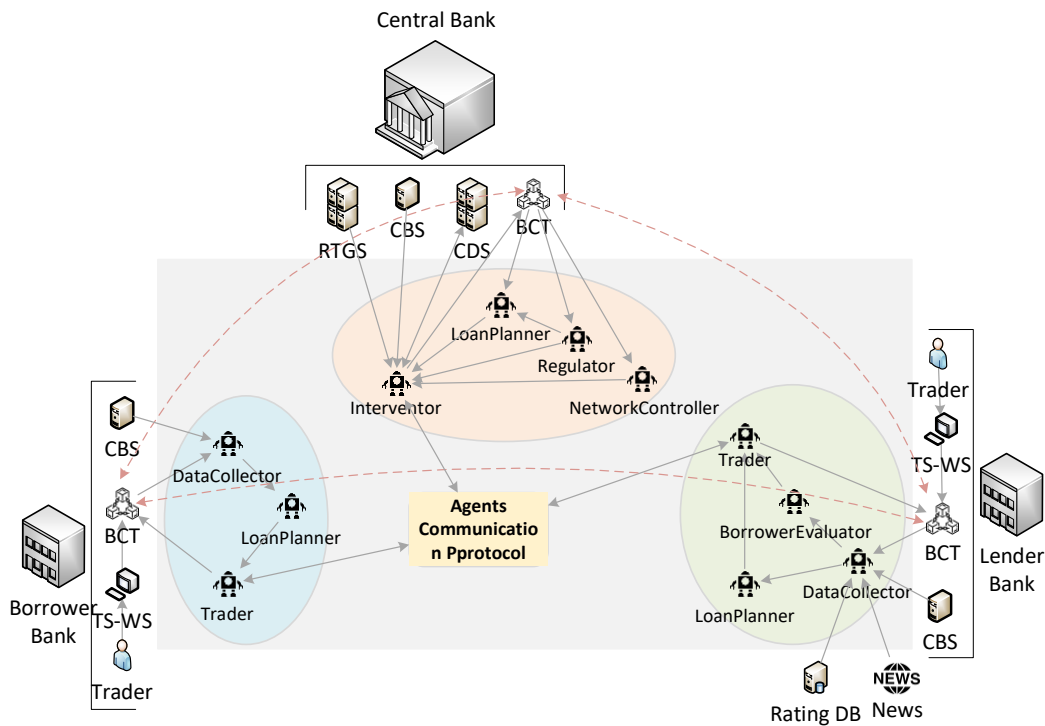 Central Bank
RTGS
CBS
CDS
BCT
LoanPlanner
Regulator
Interventor
NetworkController
CBS
DataCollector
BCT
LoanPlanner
Borrower
Bank
TS-WS
Trader
Trader
Agents
Communicatio
n Pprotocol
Trader
TS-WS
Trader
BorrowerEvaluator
BCT
Lender
Bank
DataCollector
LoanPlanner
CBS
Rating DB
NEWS
News